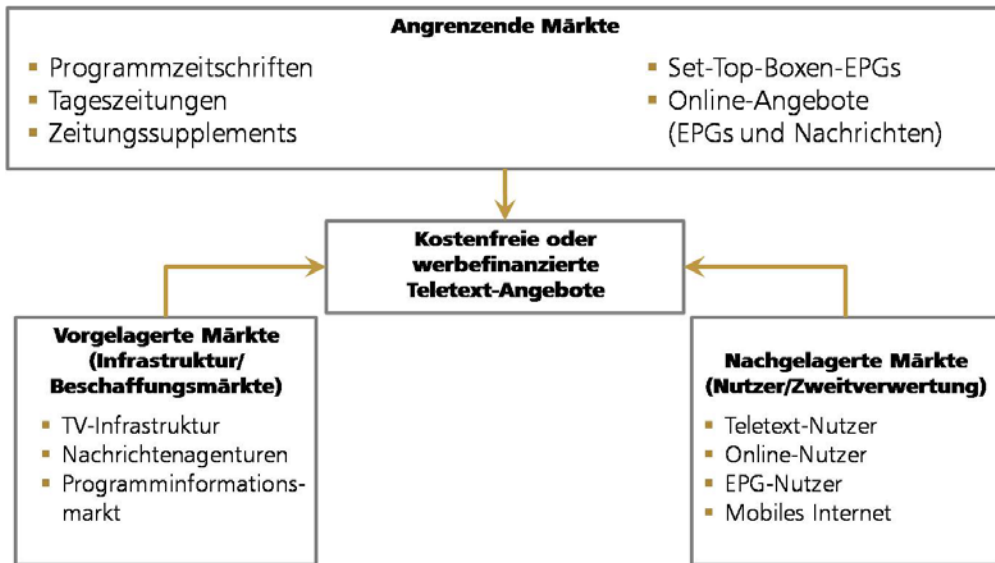 Angrenzende Märkte
▪ Programmzeitschriften
▪ Tageszeitungen
▪ Zeitungssupplements
▪ Set-Top-Boxen-EPGs
▪ Online-Angebote
(EPGs und Nachrichten)
Kostenfreie oder
werbefinanzierte
Teletext-Angebote
Vorgelagerte Märkte
(Infrastruktur/
Beschaffungsmärkte)
▪ TV-Infrastruktur
▪ Nachrichtenagenturen
▪ Programminformations-
markt
Nachgelagerte Märkte
(Nutzer/Zweitverwertung)
▪ Teletext-Nutzer
▪ Online-Nutzer
▪ EPG-Nutzer
▪ Mobiles Internet